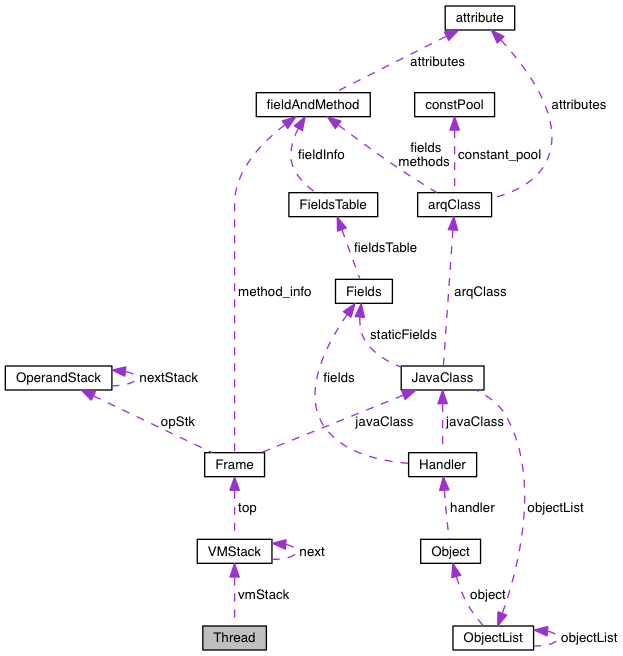 attribute
attributes
fieldAndMethod
constPool
attributes
fieldInfo
fields
methods
constant_pool
FieldsTable
arqClass
fieldsTable
method_info
Fields
arqClass
staticFields
OperandStack
nextStack
fields
JavaClass
opStk
javaClass
javaClass
Frame
Handler
top
handler
objectList
VMStack
next
Object
vmStack
object
Thread
ObjectList
objectList